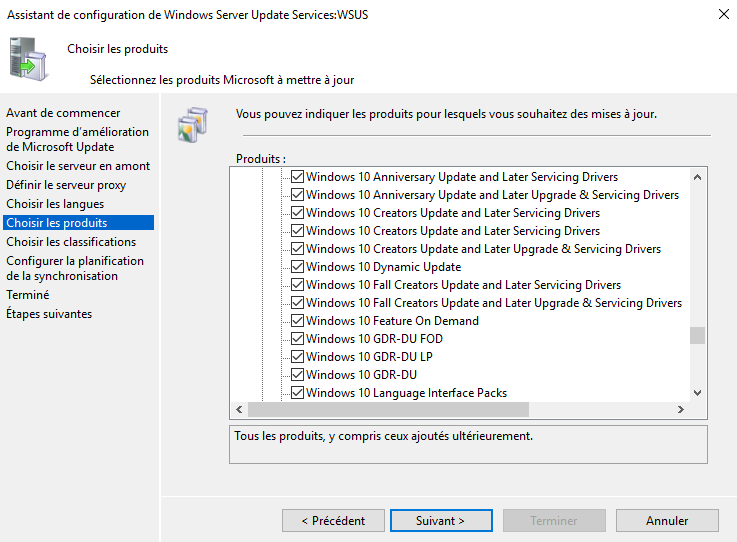 Assistant de configuration de Windows Server Update Services:WSUS
Choisir les produits
Sélectionnez les produits Microsoft à mettre à jour
Avant de commencer
Programme d'amélioration
de Microsoft Update
Choisir le serveur en amont
Définir le serveur proxy
Choisir les langues
Choisir les produits
Choisir les classifications
Configurer la planification
de la synchronisation
Terminé
Étapes suivantes
Vous pouvez indiquer les produits pour lesquels vous souhaitez des mises à jour.
Produits :
Windows 10 Anniversary Update and Later Servicing Drivers
Windows 10 Anniversary Update and Later Upgrade & Servicing Drivers
Windows 10 Creators Update and Later Servicing Drivers
Windows 10 Creators Update and Later Servicing Drivers
Windows 10 Creators Update and Later Upgrade & Servicing Drivers
Windows 10 Dynamic Update
Windows 10 Fall Creators Update and Later Servicing Drivers
Windows 10 Fall Creators Update and Later Upgrade & Servicing Drivers
Windows 10 Feature On Demand
Windows 10 GDR-DU FOD
Windows 10 GDR-DU LP
Windows 10 GDR-DU
Windows 10 Language Interface Packs
Tous les produits, y compris ceux ajoutés ultérieurement.
< Précédent
Suivant >
Terminer
Annuler